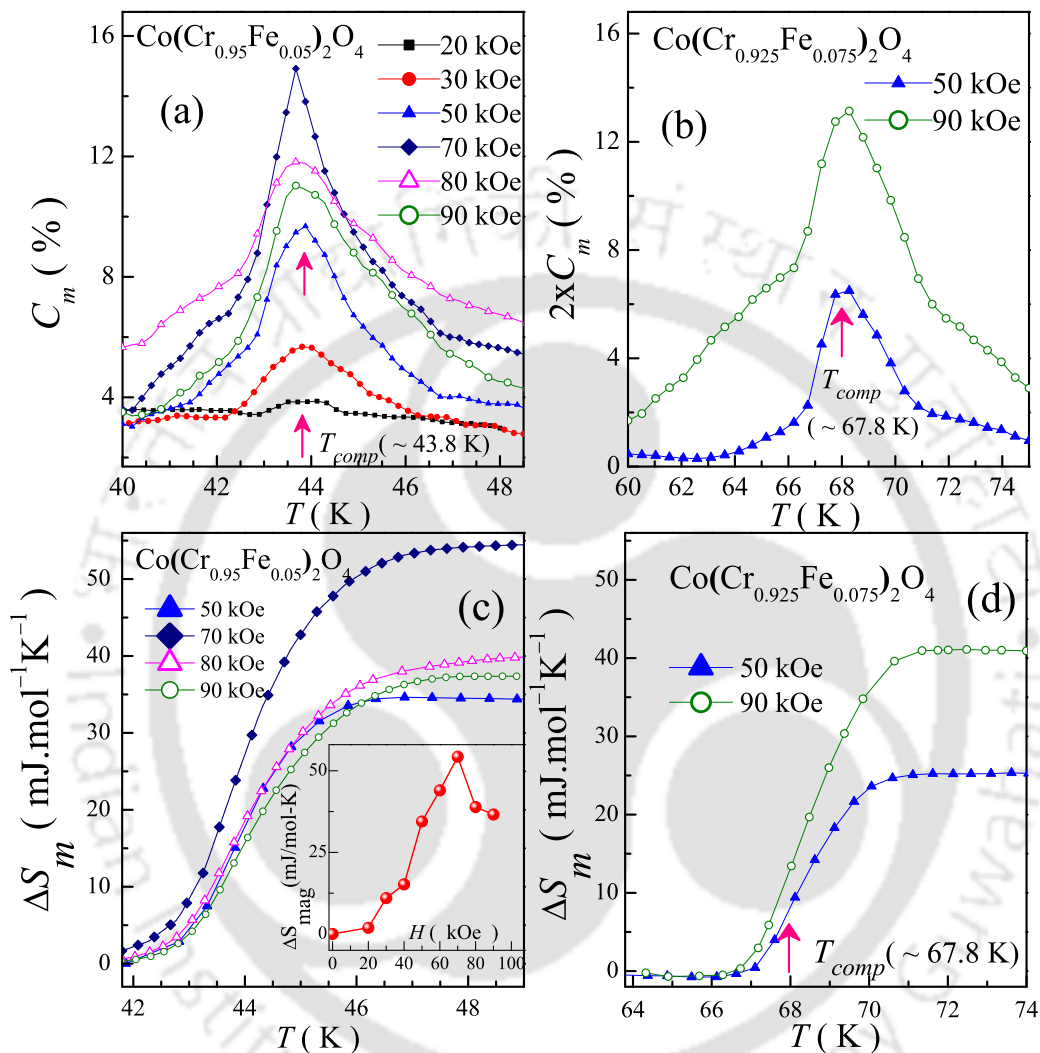 Co(Cr0.95Fe0.05)2O4
(a)
20 kOe
30 kOe
50 kOe
70 kOe
80 kOe
90 kOe
16
12
8
4
Cm ( % )
Tcomp (~ 43.8 K)
40 42 44 46 48
T ( K )
Co(Cr0.925Fe0.075)2O4
(b)
50 kOe
90 kOe
16
12
8
4
0
2xCm ( % )
Tcomp
( ~ 67.8 K)
60 62 64 66 68 70 72 74
T ( K )
Co(Cr0.95Fe0.05)2O4
(c)
50 kOe
70 kOe
80 kOe
90 kOe
50
40
30
20
10
0
ΔSm ( mJ.mol−1K−1 )
50
25
0
ΔSmag (mJ/mol-K)
H ( kOe )
0 20 40 60 80 100
42 44 46 48
T ( K )
Co(Cr0.925Fe0.075)2O4
(d)
50 kOe
90 kOe
50
40
30
20
10
0
ΔSm ( mJ.mol−1K−1 )
Tcomp ( ~ 67.8 K)
64 66 68 70 72 74
T ( K )